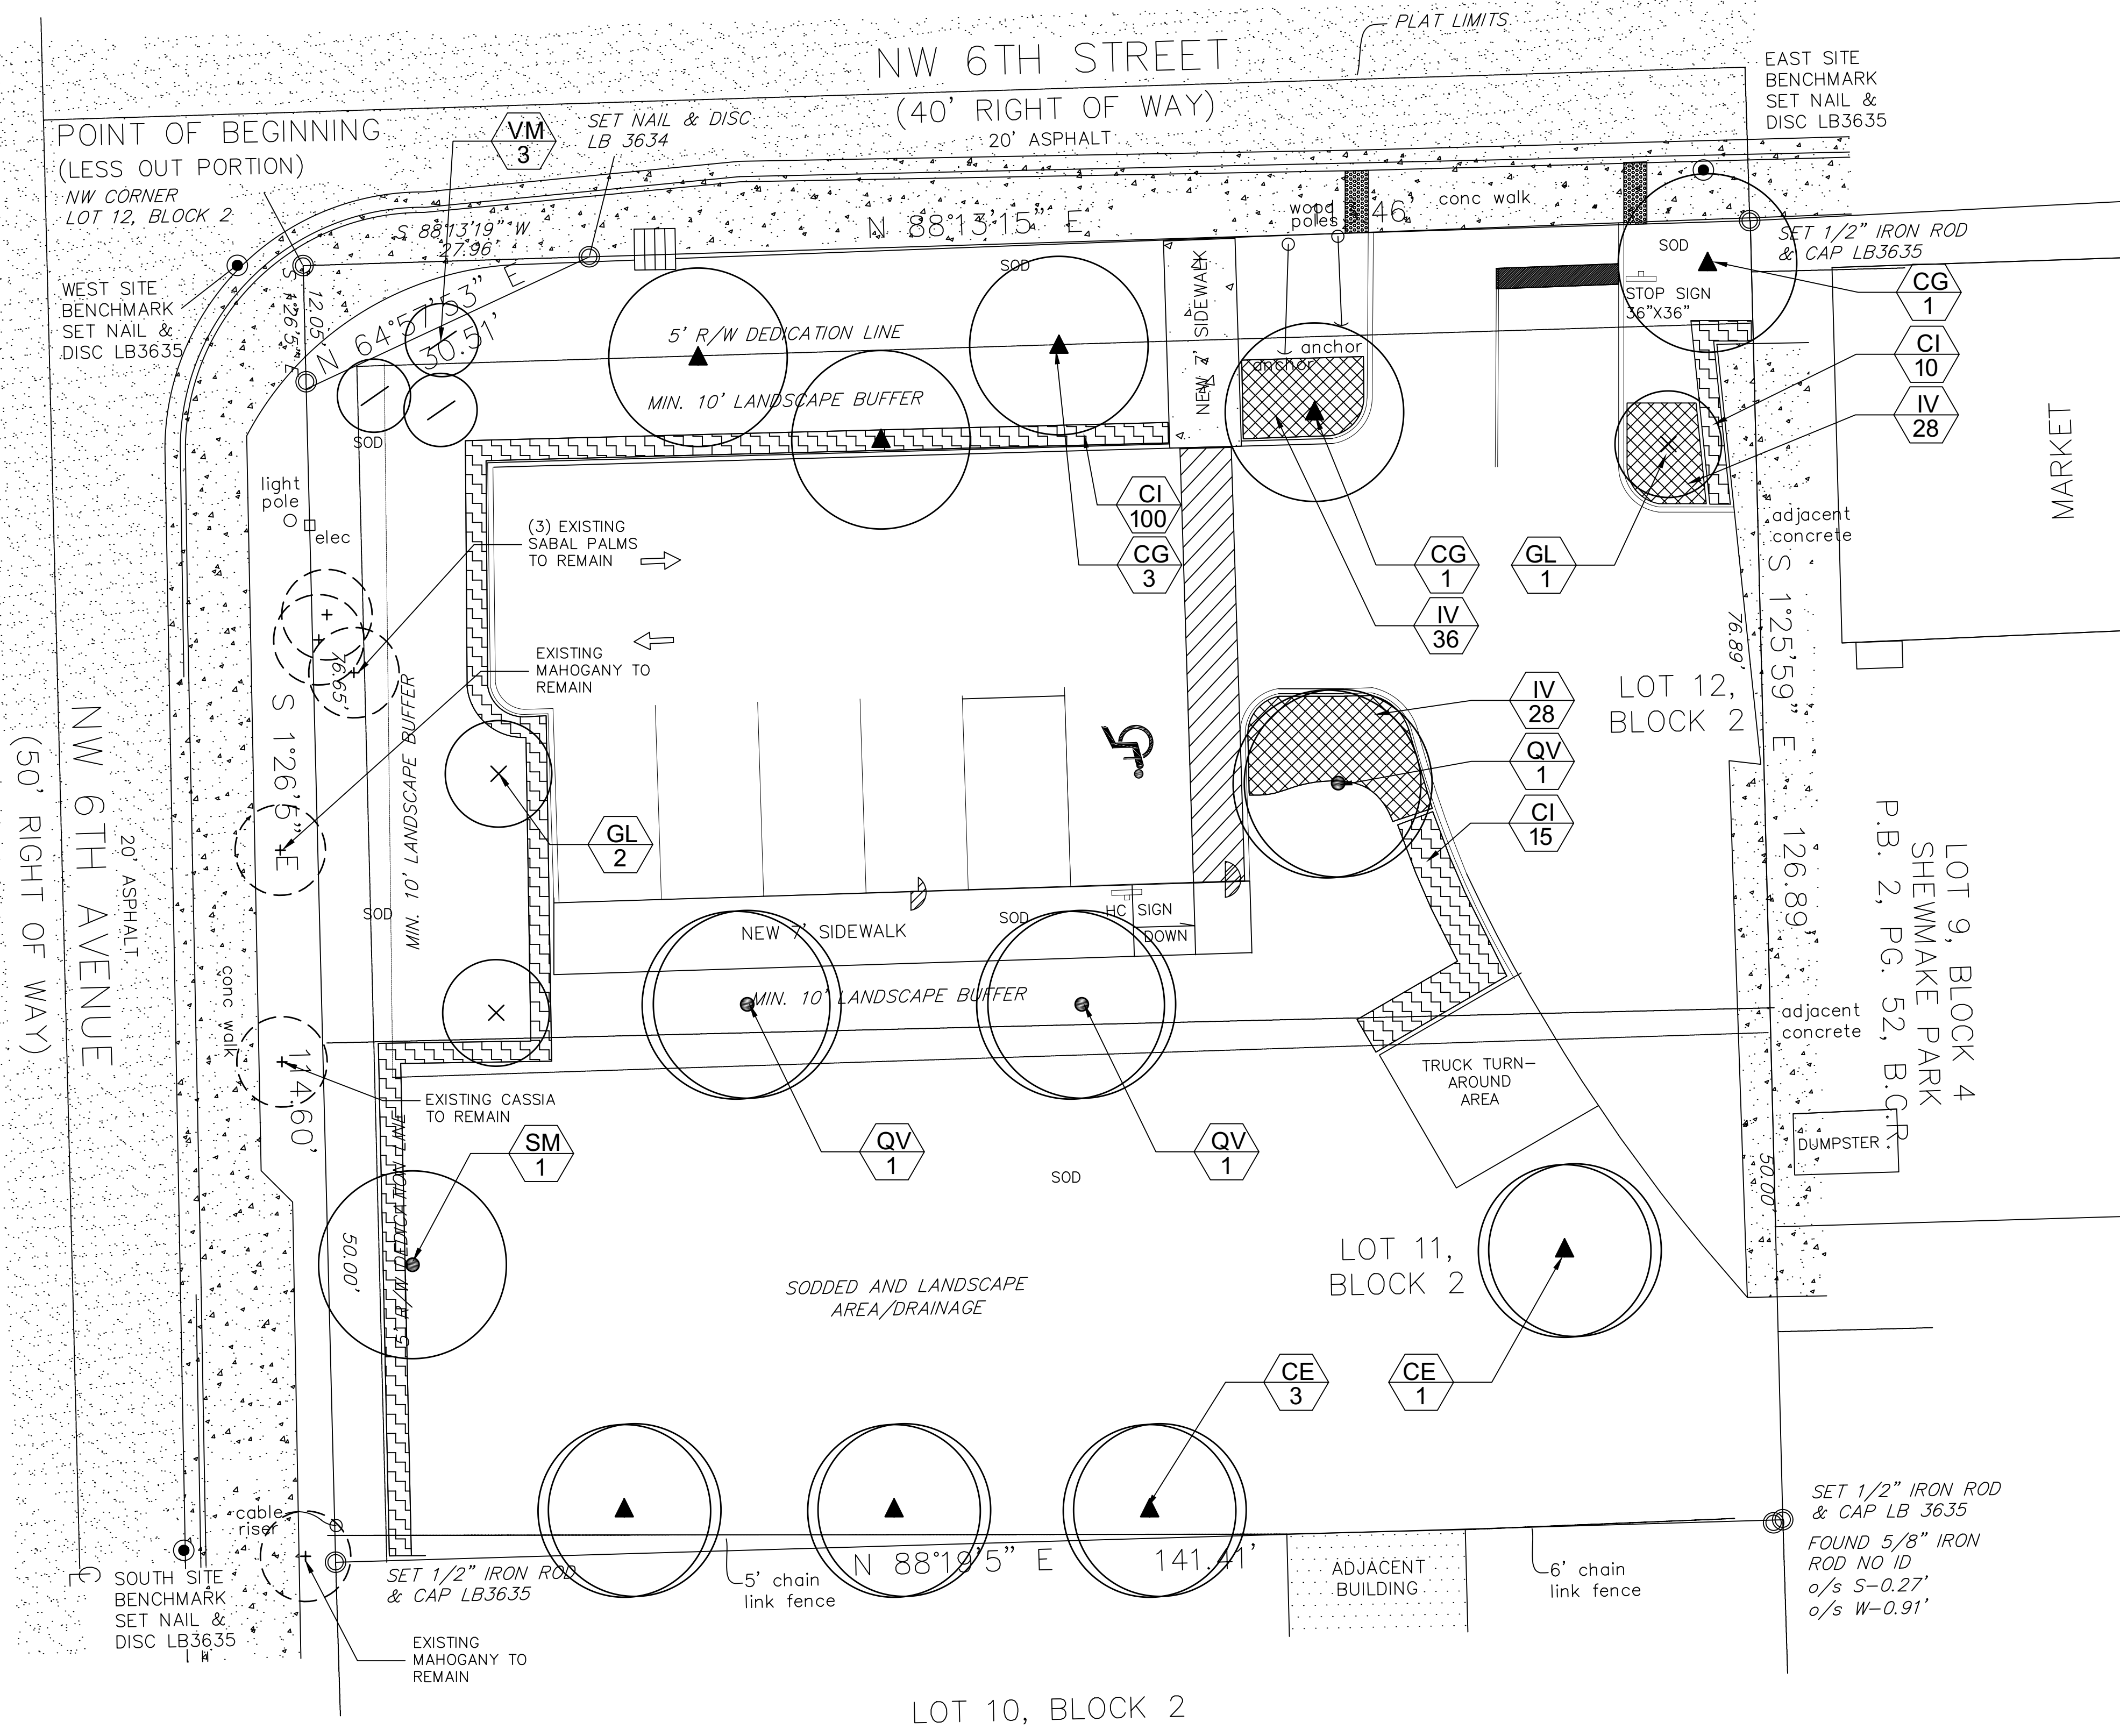 PLAT LIMITS
NW 6TH STREET
(40' RIGHT OF WAY)
20' ASPHALT
EAST SITE
BENCHMARK
SET NAIL &
DISC LB3635
POINT OF BEGINNING
(LESS OUT PORTION)
NW CORNER
LOT 12, BLOCK 2
VM
3
SET NAIL & DISC
LB 3634
S 88°13'19" W
27.96'
N 88°13'15" E
wood
poles
46'
conc walk
SOD
SET 1/2" IRON ROD
& CAP LB3635
WEST SITE
BENCHMARK
SET NAIL &
DISC LB3635
12.05'
N 64°57'53" E
30.51'
SOD
5' R/W DEDICATION LINE
MIN. 10' LANDSCAPE BUFFER
NEW 7' SIDEWALK
anchor
anchor
STOP SIGN
36"X36"
CG
1
CI
10
IV
28
MARKET
SOD
light
pole
elec
(3) EXISTING
SABAL PALMS
TO REMAIN
CI
100
CG
3
CG
1
IV
36
GL
1
adjacent
concrete
S 1°25'59" E 126.89'
76.89'
EXISTING
MAHOGANY TO
REMAIN
76.65'
MIN. 10' LANDSCAPE BUFFER
S 1°26'5" E
114.60'
NW 6TH AVENUE
(50' RIGHT OF WAY)
20' ASPHALT
conc walk
LOT 12,
BLOCK 2
IV
28
QV
1
CI
15
GL
2
LOT 9, BLOCK 4
SHEWMAKE PARK
P.B. 2, PG. 52, B.C.R.
SOD
NEW 7' SIDEWALK
SOD
HC SIGN
DOWN
MIN. 10' LANDSCAPE BUFFER
adjacent
concrete
EXISTING CASSIA
TO REMAIN
TRUCK TURN-
AROUND
AREA
DUMPSTER
50.00'
SM
1
QV
1
QV
1
SOD
5' R/W DEDICATION LINE
50.00'
LOT 11,
BLOCK 2
SODDED AND LANDSCAPE
AREA/DRAINAGE
CE
3
CE
1
cable
riser
SOUTH SITE
BENCHMARK
SET NAIL &
DISC LB3635
SET 1/2" IRON ROD
& CAP LB3635
5' chain
link fence
N 88°19'5" E 141.41'
ADJACENT
BUILDING
6' chain
link fence
SET 1/2" IRON ROD
& CAP LB 3635
FOUND 5/8" IRON
ROD NO ID
o/s S-0.27'
o/s W-0.91'
EXISTING
MAHOGANY TO
REMAIN
LOT 10, BLOCK 2